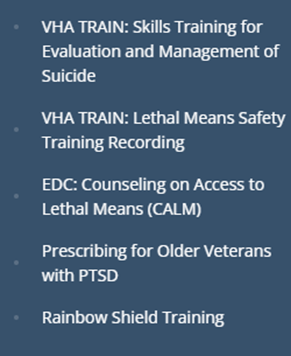 VHA TRAIN: Skills Training for
Evaluation and Management of
Suicide
VHA TRAIN: Lethal Means Safety
Training Recording
EDC: Counseling on Access to
Lethal Means (CALM)
Prescribing for Older Veterans
with PTSD
Rainbow Shield Training